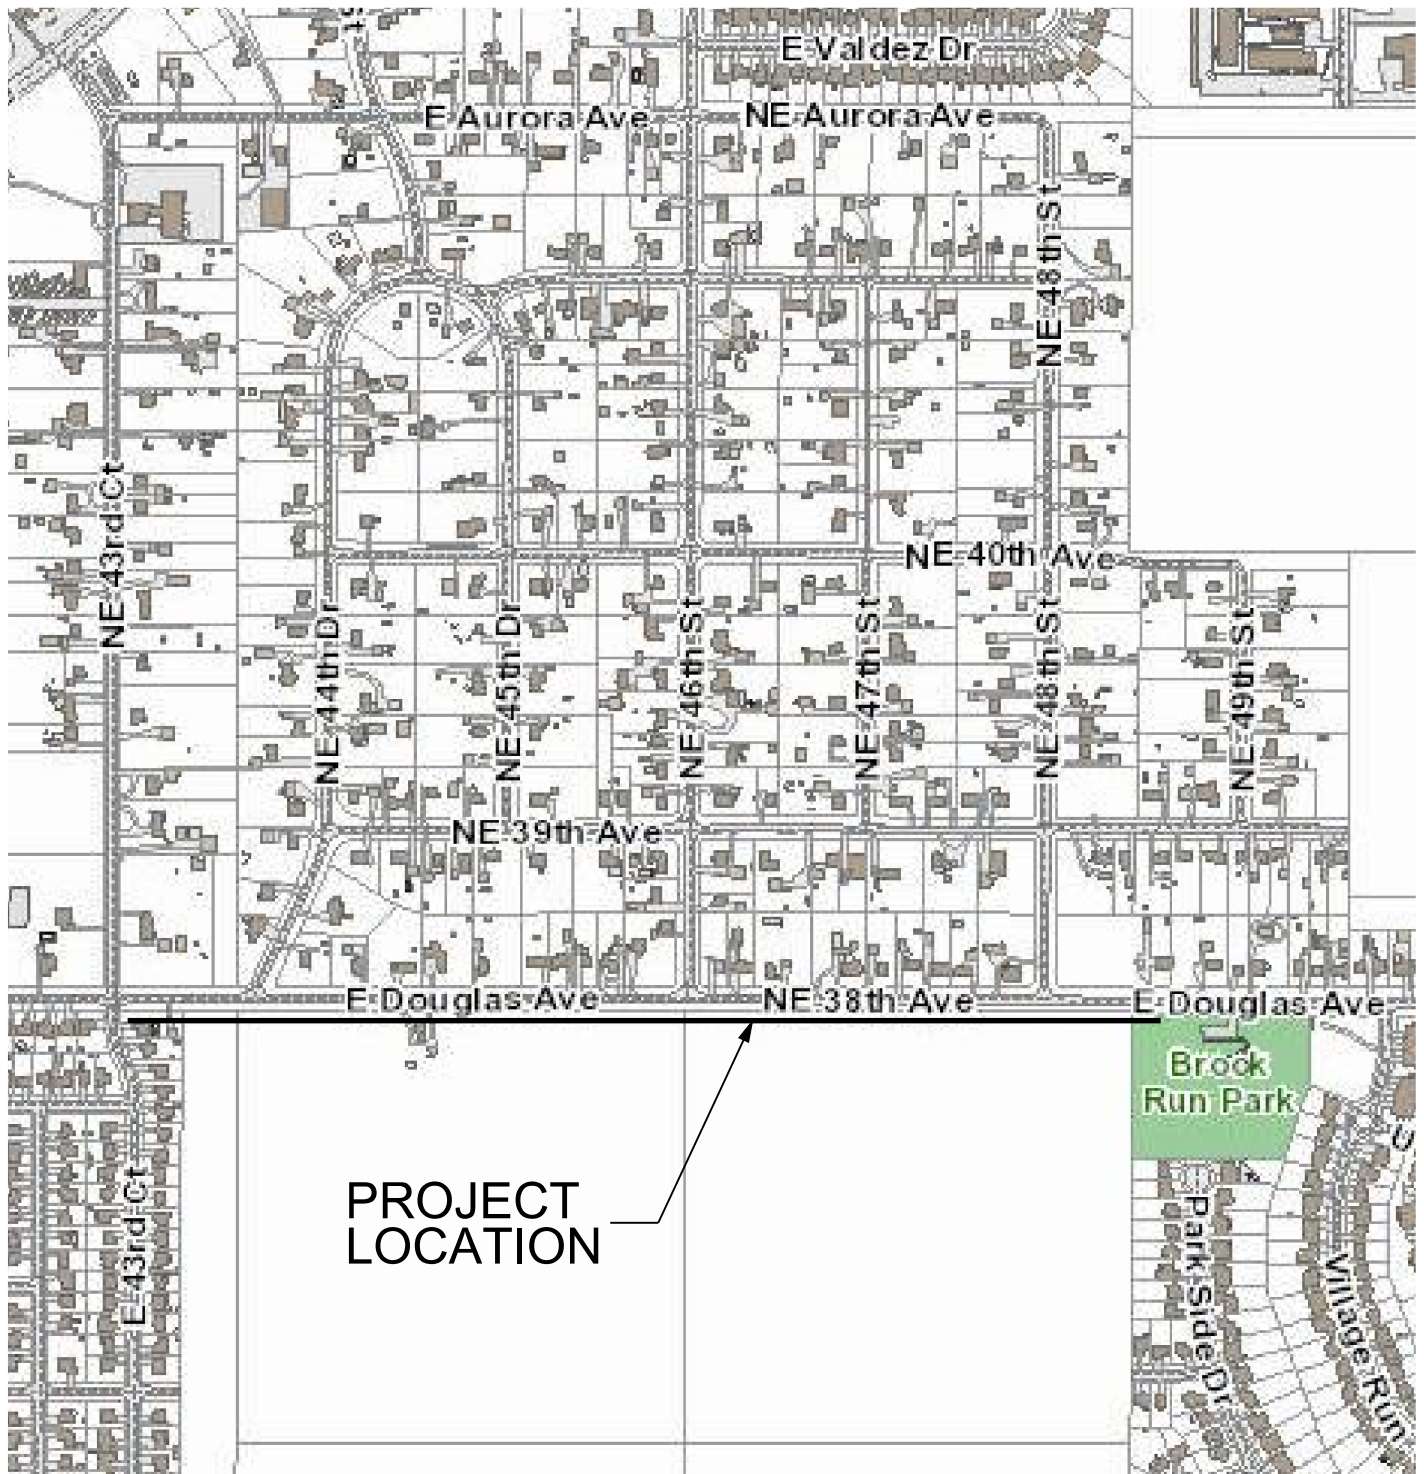 E Valdez Dr
E Aurora Ave
NE Aurora Ave
NE 48th St
NE 43rd Ct
NE 40th Ave
NE 44th Dr
NE 45th Dr
NE 46th St
NE 47th St
NE 48th St
NE 49th St
NE 39th Ave
E Douglas Ave
NE 38th Ave
E Douglas Ave
Brook
Run Park
PROJECT
LOCATION
E 43rd Ct
Park Side Dr
Village Run